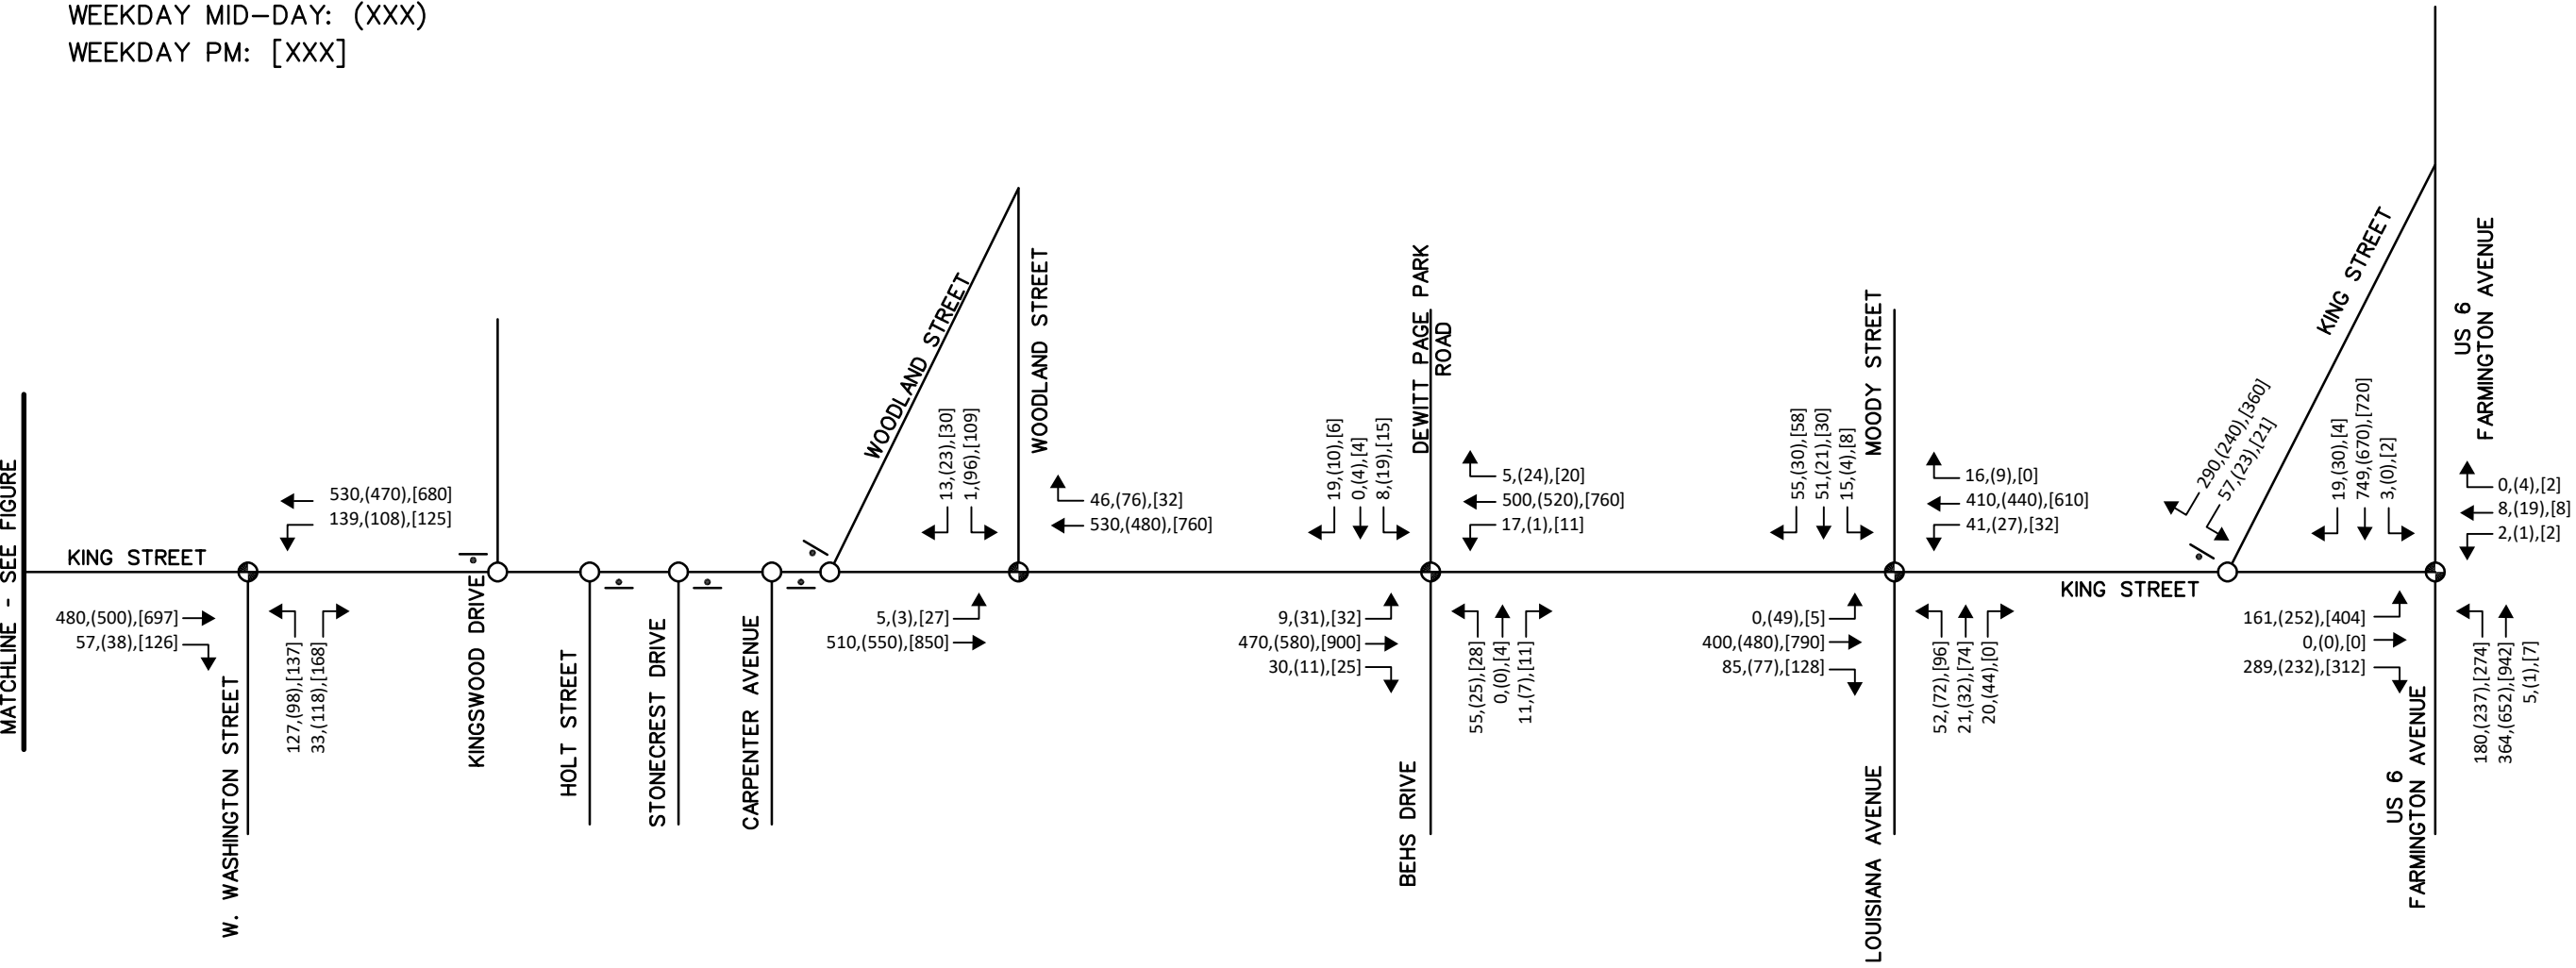 WEEKDAY MID-DAY: (XXX)
WEEKDAY PM: [XXX]
MATCHLINE - SEE FIGURE
KING STREET
530,(470),[680]
139,(108),[125]
480,(500),[697]
57,(38),[126]
127,(98),[137]
33,(118),[168]
W. WASHINGTON STREET
KINGSWOOD DRIVE
HOLT STREET
STONECREST DRIVE
CARPENTER AVENUE
WOODLAND STREET
13,(23),[30]
1,(96),[109]
WOODLAND STREET
46,(76),[32]
530,(480),[760]
5,(3),[27]
510,(550),[850]
19,(10),[6]
0,(4),[4]
8,(19),[15]
DEWITT PAGE PARK
ROAD
5,(24),[20]
500,(520),[760]
17,(1),[11]
9,(31),[32]
470,(580),[900]
30,(11),[25]
55,(25),[28]
0,(0),[4]
11,(7),[11]
BEHS DRIVE
55,(30),[58]
51,(21),[30]
15,(4),[8]
MOODY STREET
16,(9),[0]
410,(440),[610]
41,(27),[32]
0,(49),[5]
400,(480),[790]
85,(77),[128]
52,(72),[96]
21,(32),[74]
20,(44),[0]
LOUISIANA AVENUE
KING STREET
290,(240),[360]
57,(23),[21]
KING STREET
19,(30),[4]
749,(670),[720]
3,(0),[2]
US 6
FARMINGTON AVENUE
0,(4),[2]
8,(19),[8]
2,(1),[2]
161,(252),[404]
0,(0),[0]
289,(232),[312]
180,(237),[274]
364,(652),[942]
5,(1),[7]
US 6
FARMINGTON AVENUE